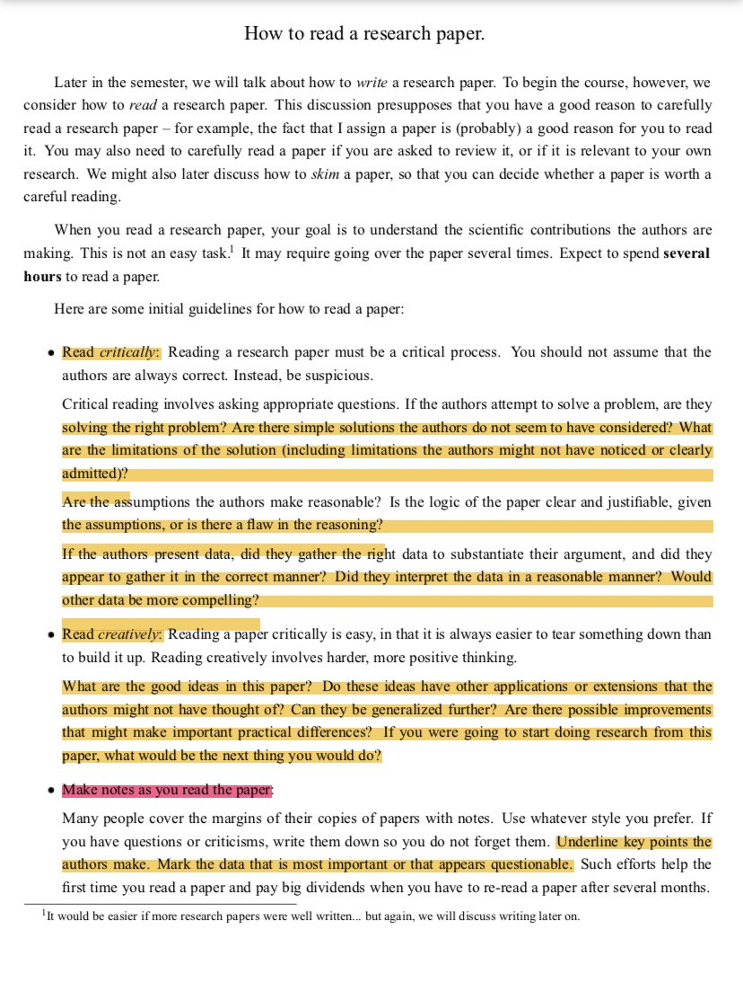 How to read a research paper.
Later in the semester, we will talk about how to write a research paper. To begin the course, however, we
consider how to read a research paper. This discussion presupposes that you have a good reason to carefully
read a research paper – for example, the fact that I assign a paper is (probably) a good reason for you to read
it. You may also need to carefully read a paper if you are asked to review it, or if it is relevant to your own
research. We might also later discuss how to skim a paper, so that you can decide whether a paper is worth a
careful reading.
When you read a research paper, your goal is to understand the scientific contributions the authors are
making. This is not an easy task.1 It may require going over the paper several times. Expect to spend several
hours to read a paper.
Here are some initial guidelines for how to read a paper:
• Read critically: Reading a research paper must be a critical process. You should not assume that the
authors are always correct. Instead, be suspicious.
Critical reading involves asking appropriate questions. If the authors attempt to solve a problem, are they
solving the right problem? Are there simple solutions the authors do not seem to have considered? What
are the limitations of the solution (including limitations the authors might not have noticed or clearly
admitted)?
Are the assumptions the authors make reasonable? Is the logic of the paper clear and justifiable, given
the assumptions, or is there a flaw in the reasoning?
If the authors present data, did they gather the right data to substantiate their argument, and did they
appear to gather it in the correct manner? Did they interpret the data in a reasonable manner? Would
other data be more compelling?
• Read creatively: Reading a paper critically is easy, in that it is always easier to tear something down than
to build it up. Reading creatively involves harder, more positive thinking.
What are the good ideas in this paper? Do these ideas have other applications or extensions that the
authors might not have thought of? Can they be generalized further? Are there possible improvements
that might make important practical differences? If you were going to start doing research from this
paper, what would be the next thing you would do?
• Make notes as you read the paper:
Many people cover the margins of their copies of papers with notes. Use whatever style you prefer. If
you have questions or criticisms, write them down so you do not forget them. Underline key points the
authors make. Mark the data that is most important or that appears questionable. Such efforts help the
first time you read a paper and pay big dividends when you have to re-read a paper after several months.
1It would be easier if more research papers were well written... but again, we will discuss writing later on.